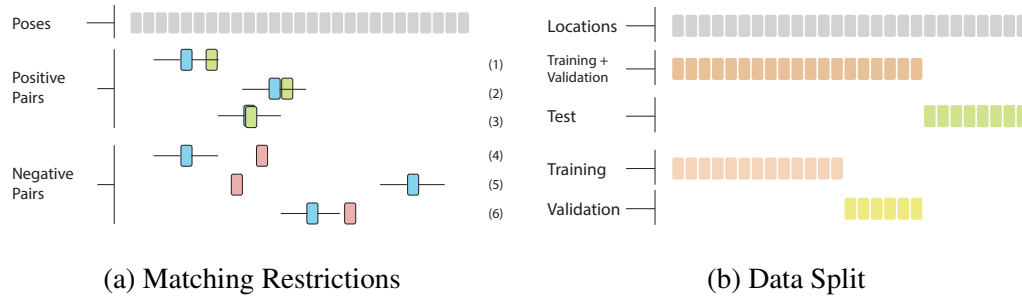 Poses
Positive
Pairs
(1)
(2)
(3)
Negative
Pairs
(4)
(5)
(6)
(a) Matching Restrictions
Locations
Training +
Validation
Test
Training
Validation
(b) Data Split